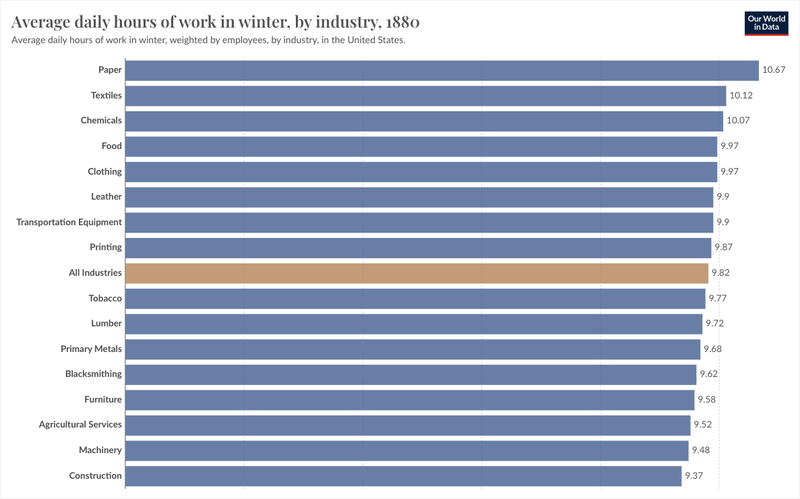 Average daily hours of work in winter, by industry, 1880
Average daily hours of work in winter, weighted by employees, by industry, in the United States.
Our World
in Data
Paper 10.67
Textiles 10.12
Chemicals 10.07
Food 9.97
Clothing 9.97
Leather 9.9
Transportation Equipment 9.9
Printing 9.87
All Industries 9.82
Tobacco 9.77
Lumber 9.72
Primary Metals 9.68
Blacksmithing 9.62
Furniture 9.58
Agricultural Services 9.52
Machinery 9.48
Construction 9.37